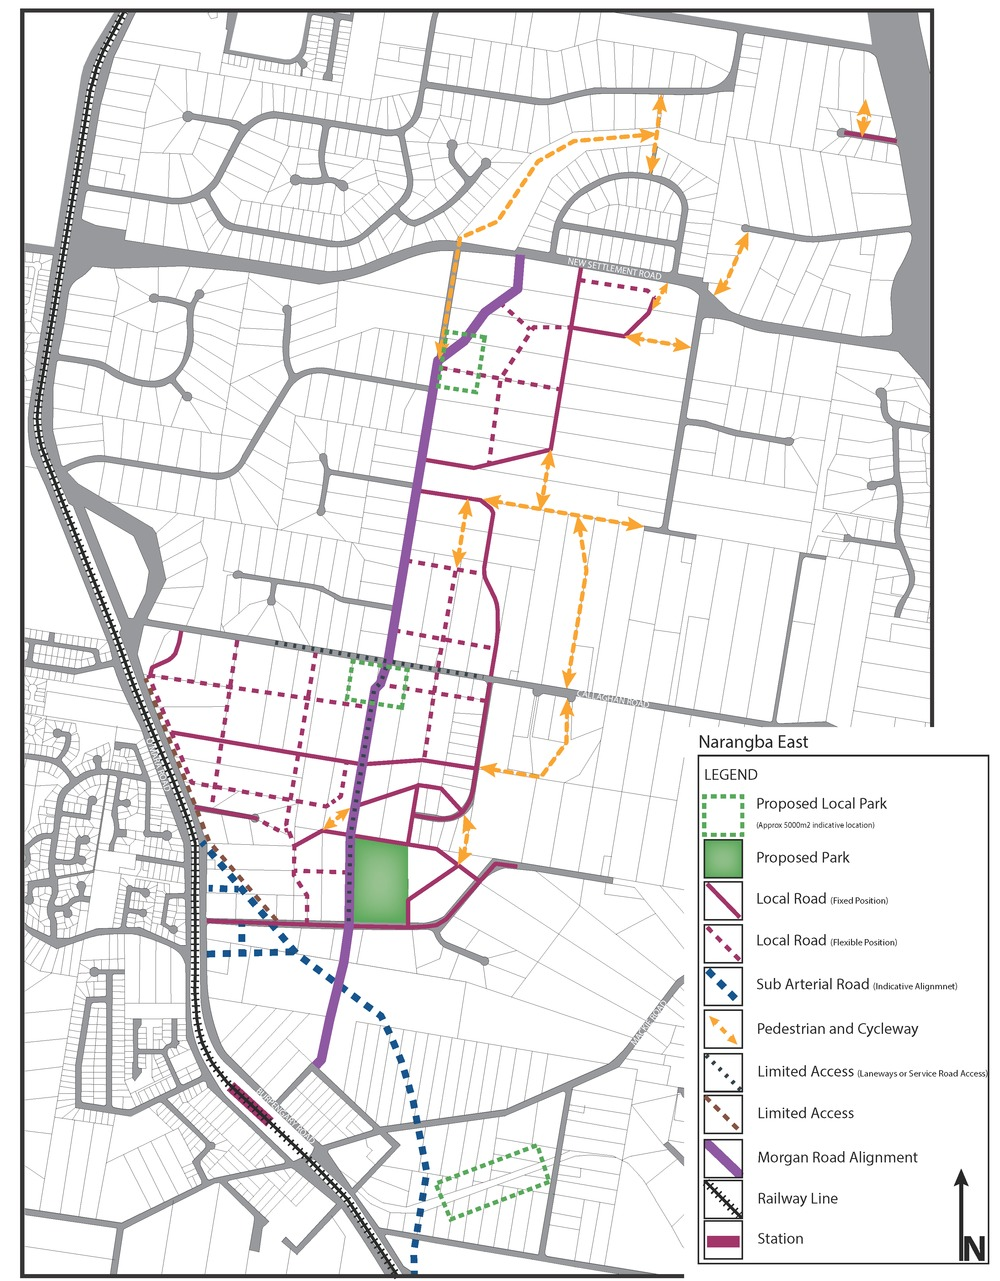 NEW SETTLEMENT ROAD
CALLAGHAN ROAD
MACKIE ROAD
BURPENGARY ROAD
Narangba East
LEGEND
Proposed Local Park
(Approx 5000m2 indicative location)
Proposed Park
Local Road (Fixed Position)
Local Road (Flexible Position)
Sub Arterial Road (Indicative Alignmnet)
Pedestrian and Cycleway
Limited Access (Laneways or Service Road Access)
Limited Access
Morgan Road Alignment
Railway Line
Station
N